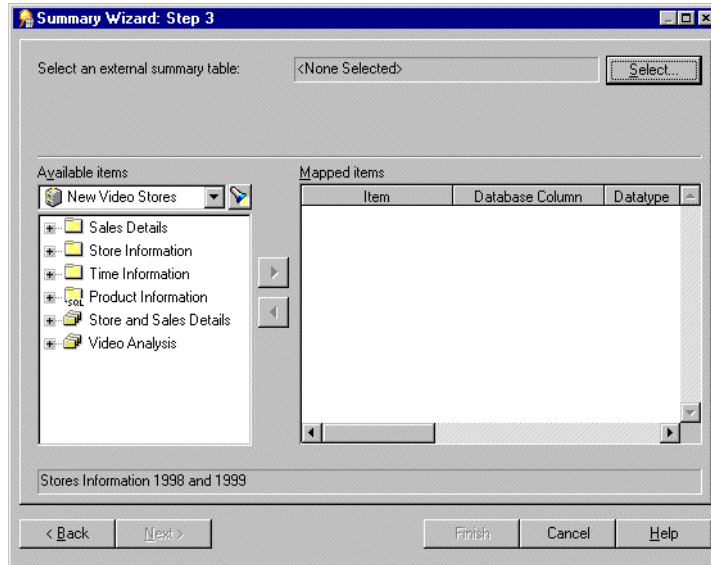 Summary Wizard: Step 3
Select an external summary table: <None Selected> Select...
Available items
New Video Stores
Sales Details
Store Information
Time Information
SQL Product Information
Store and Sales Details
Video Analysis
Mapped items
Item Database Column Datatype
Stores Information 1998 and 1999
< Back Next > Finish Cancel Help